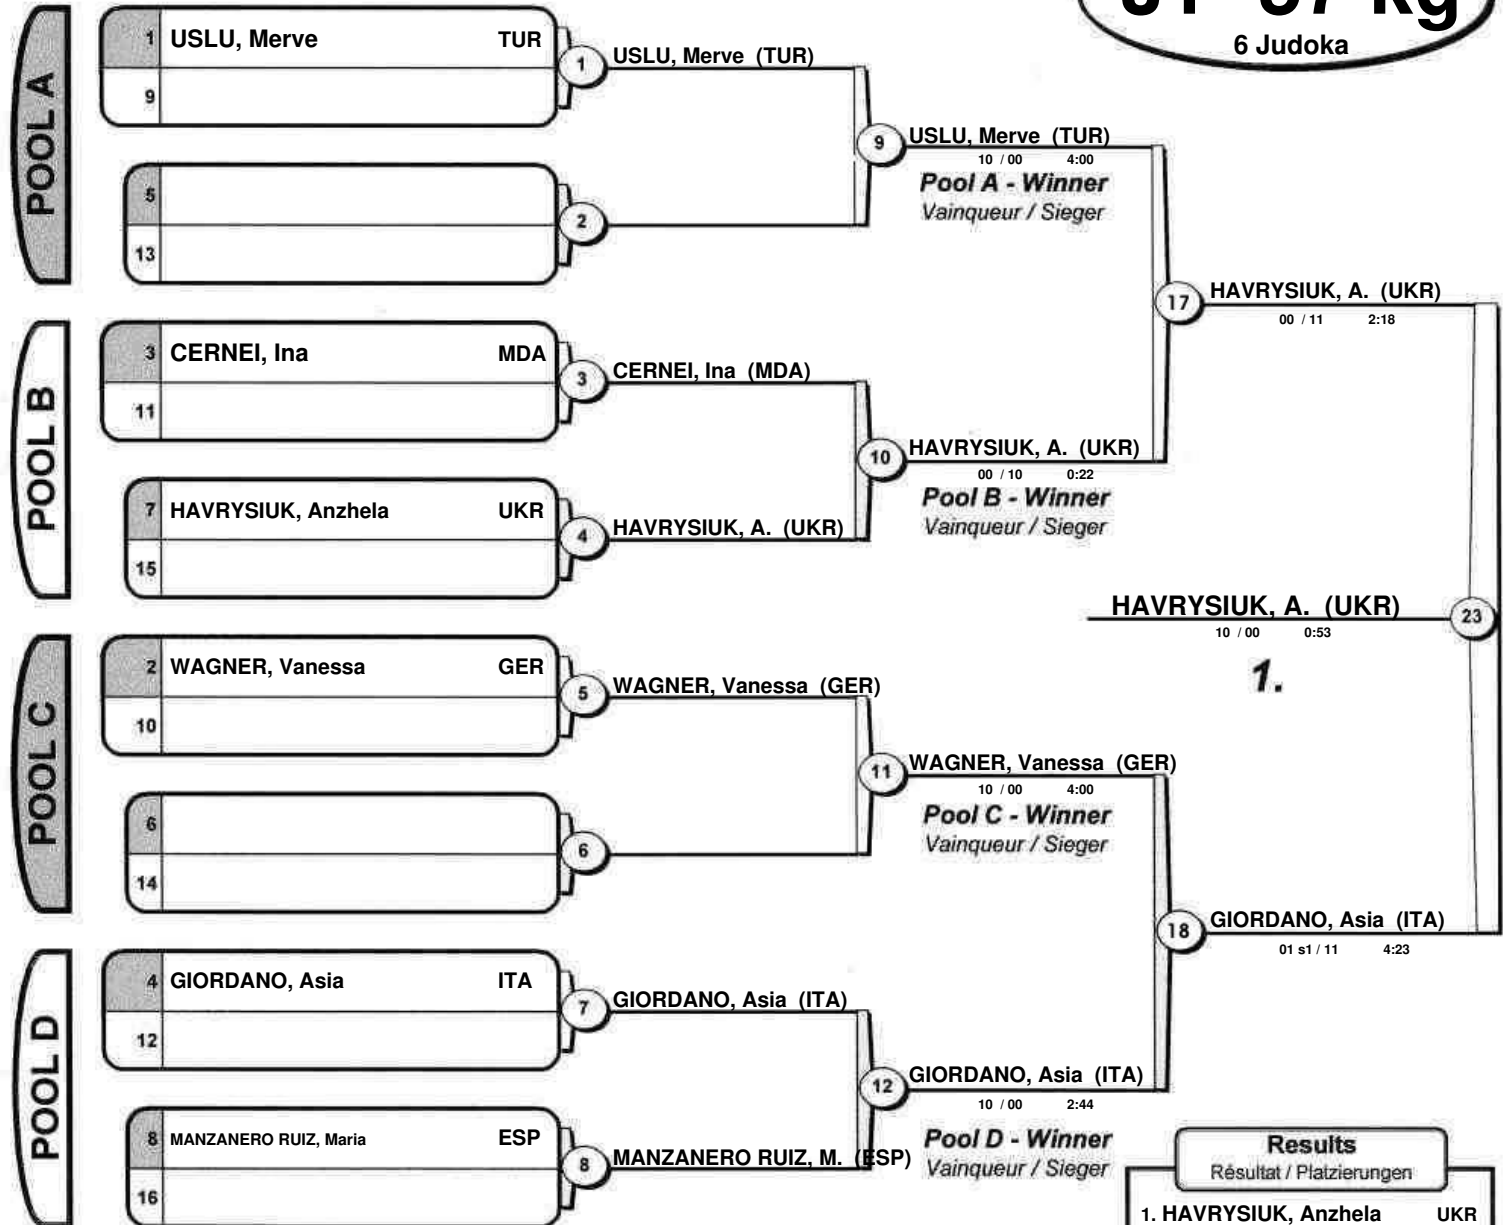 6 Judoka
POOL A
1 USLU, Merve TUR
9
1 USLU, Merve (TUR)
5
13
2
9 USLU, Merve (TUR)
10 / 00 4:00
Pool A - Winner
Vainqueur / Sieger
POOL B
3 CERNEI, Ina MDA
11
3 CERNEI, Ina (MDA)
7 HAVRYSIUK, Anzhela UKR
15
4 HAVRYSIUK, A. (UKR)
10 HAVRYSIUK, A. (UKR)
00 / 10 0:22
Pool B - Winner
Vainqueur / Sieger
17 HAVRYSIUK, A. (UKR)
00 / 11 2:18
HAVRYSIUK, A. (UKR) 23
10 / 00 0:53
1.
POOL C
2 WAGNER, Vanessa GER
10
5 WAGNER, Vanessa (GER)
6
14
6
11 WAGNER, Vanessa (GER)
10 / 00 4:00
Pool C - Winner
Vainqueur / Sieger
18 GIORDANO, Asia (ITA)
01 s1 / 11 4:23
POOL D
4 GIORDANO, Asia ITA
12
7 GIORDANO, Asia (ITA)
8 MANZANERO RUIZ, Maria ESP
16
8 MANZANERO RUIZ, M. (ESP)
12 GIORDANO, Asia (ITA)
10 / 00 2:44
Pool D - Winner
Vainqueur / Sieger
Results
Résultat / Platzierungen
1. HAVRYSIUK, Anzhela UKR